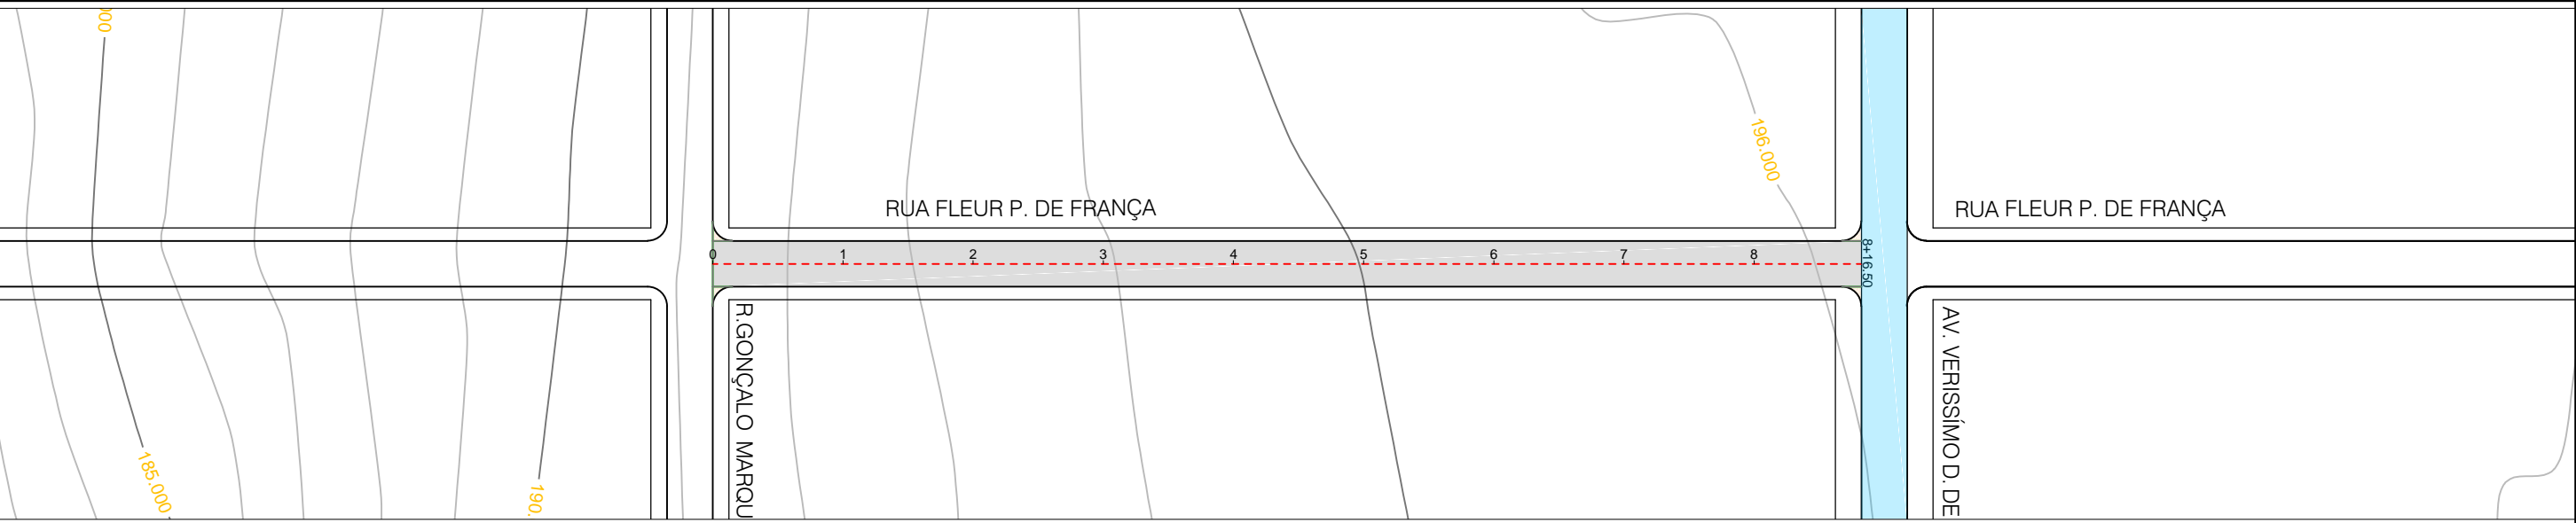 000
196.000
RUA FLEUR P. DE FRANÇA
RUA FLEUR P. DE FRANÇA
0 1 2 3 4 5 6 7 8 8+16.50
R.GONÇALO MARQU
AV. VERISSÍMO D. DE
185.000
190.